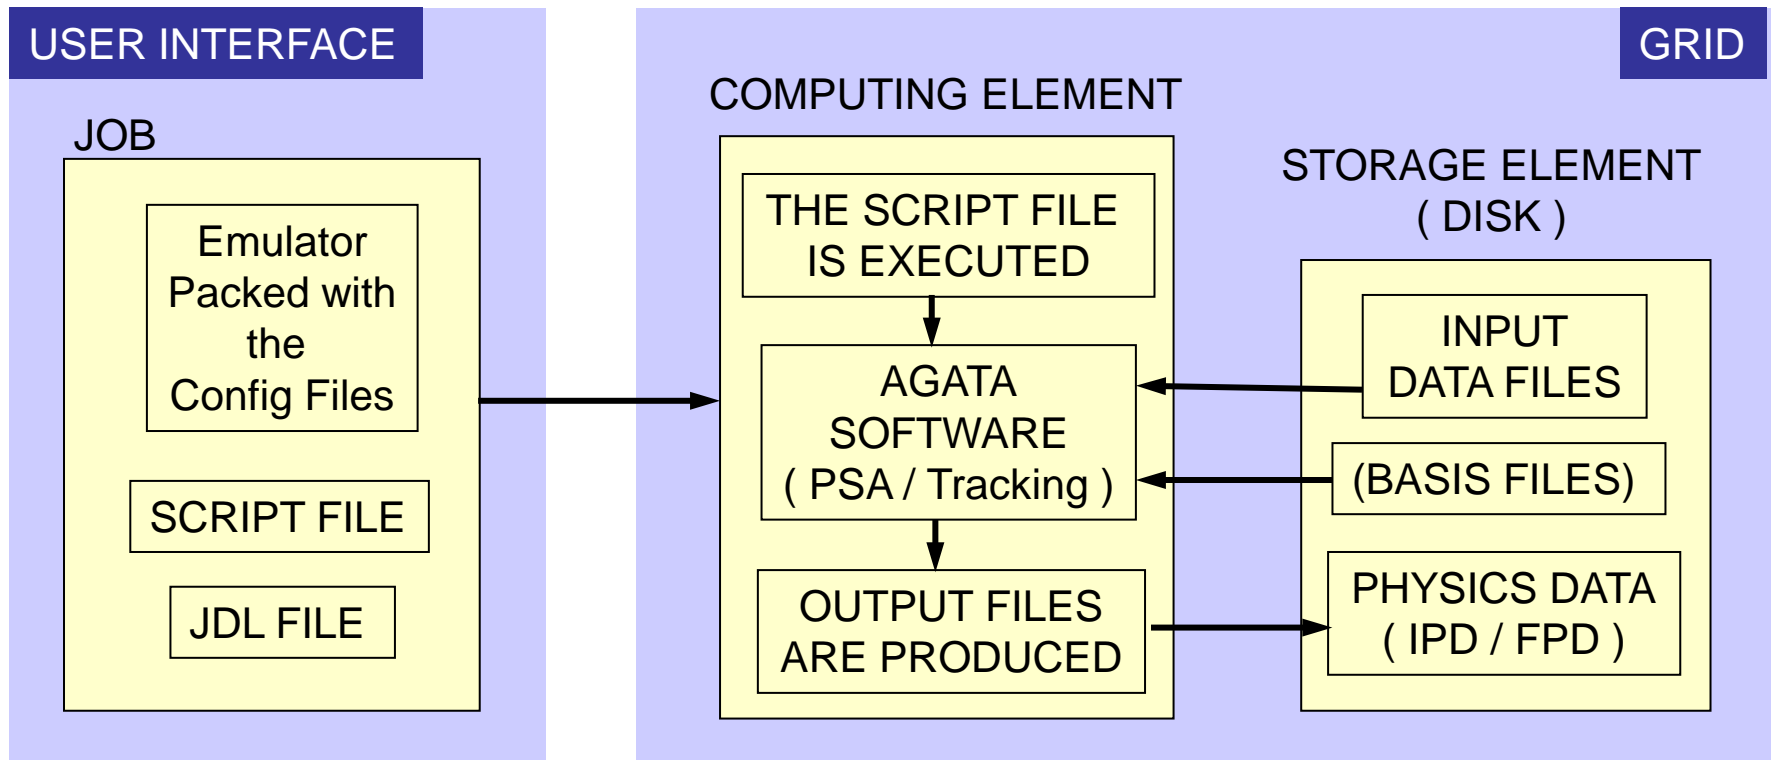 USER INTERFACE
JOB
Emulator
Packed with
the
Config Files
SCRIPT FILE
JDL FILE
GRID
COMPUTING ELEMENT
THE SCRIPT FILE
IS EXECUTED
AGATA
SOFTWARE
( PSA / Tracking )
OUTPUT FILES
ARE PRODUCED
STORAGE ELEMENT
( DISK )
INPUT
DATA FILES
(BASIS FILES)
PHYSICS DATA
( IPD / FPD )